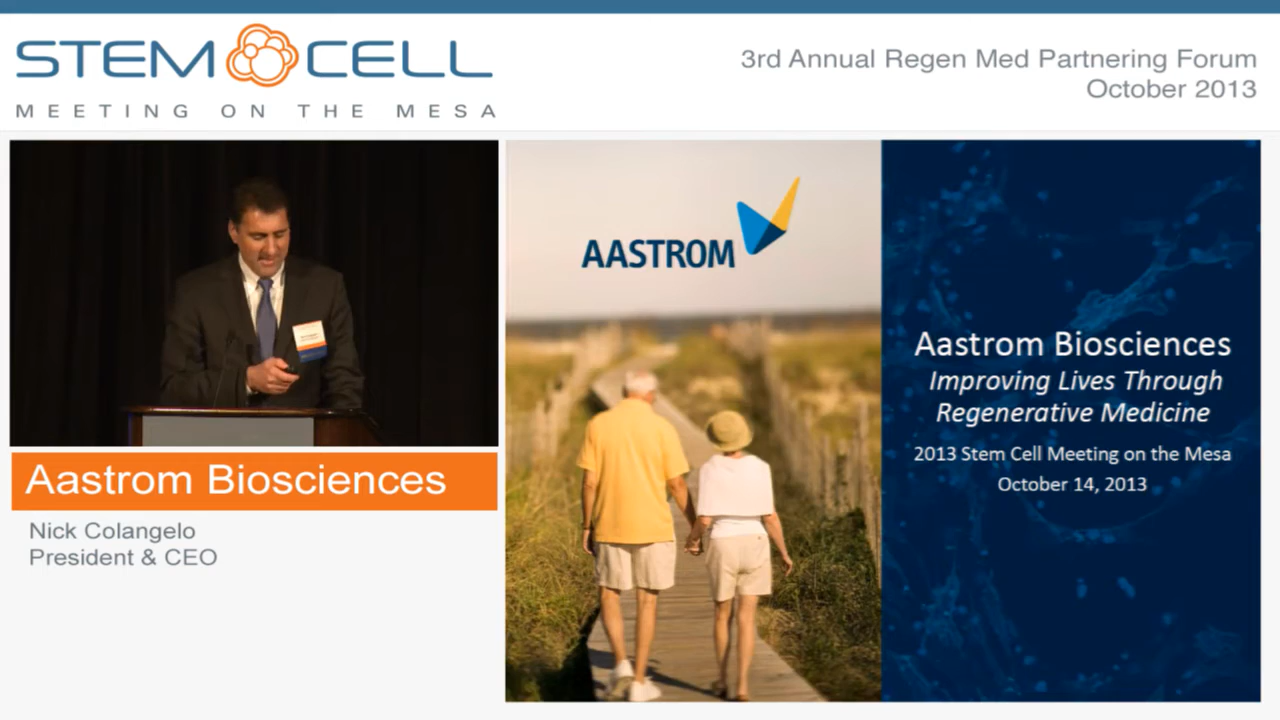 STEM CELL
MEETING ON THE MESA
3rd Annual Regen Med Partnering Forum
October 2013
AASTROM
Aastrom Biosciences
Improving Lives Through
Regenerative Medicine
2013 Stem Cell Meeting on the Mesa
October 14, 2013
Aastrom Biosciences
Nick Colangelo
President & CEO